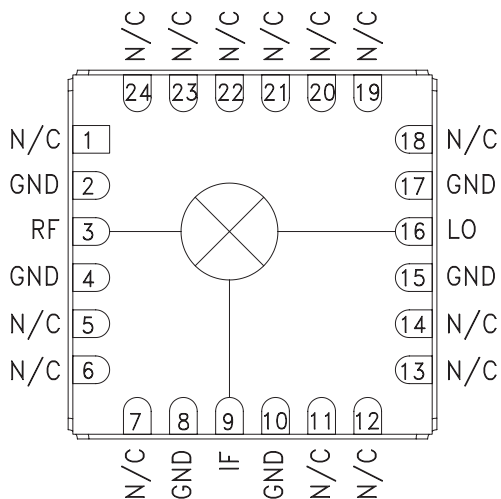 N/C N/C N/C N/C N/C N/C
24 23 22 21 20 19
N/C 1 18 N/C
GND 2 17 GND
RF 3 16 LO
GND 4 15 GND
N/C 5 14 N/C
N/C 6 13 N/C
7 8 9 10 11 12
N/C GND IF GND N/C N/C